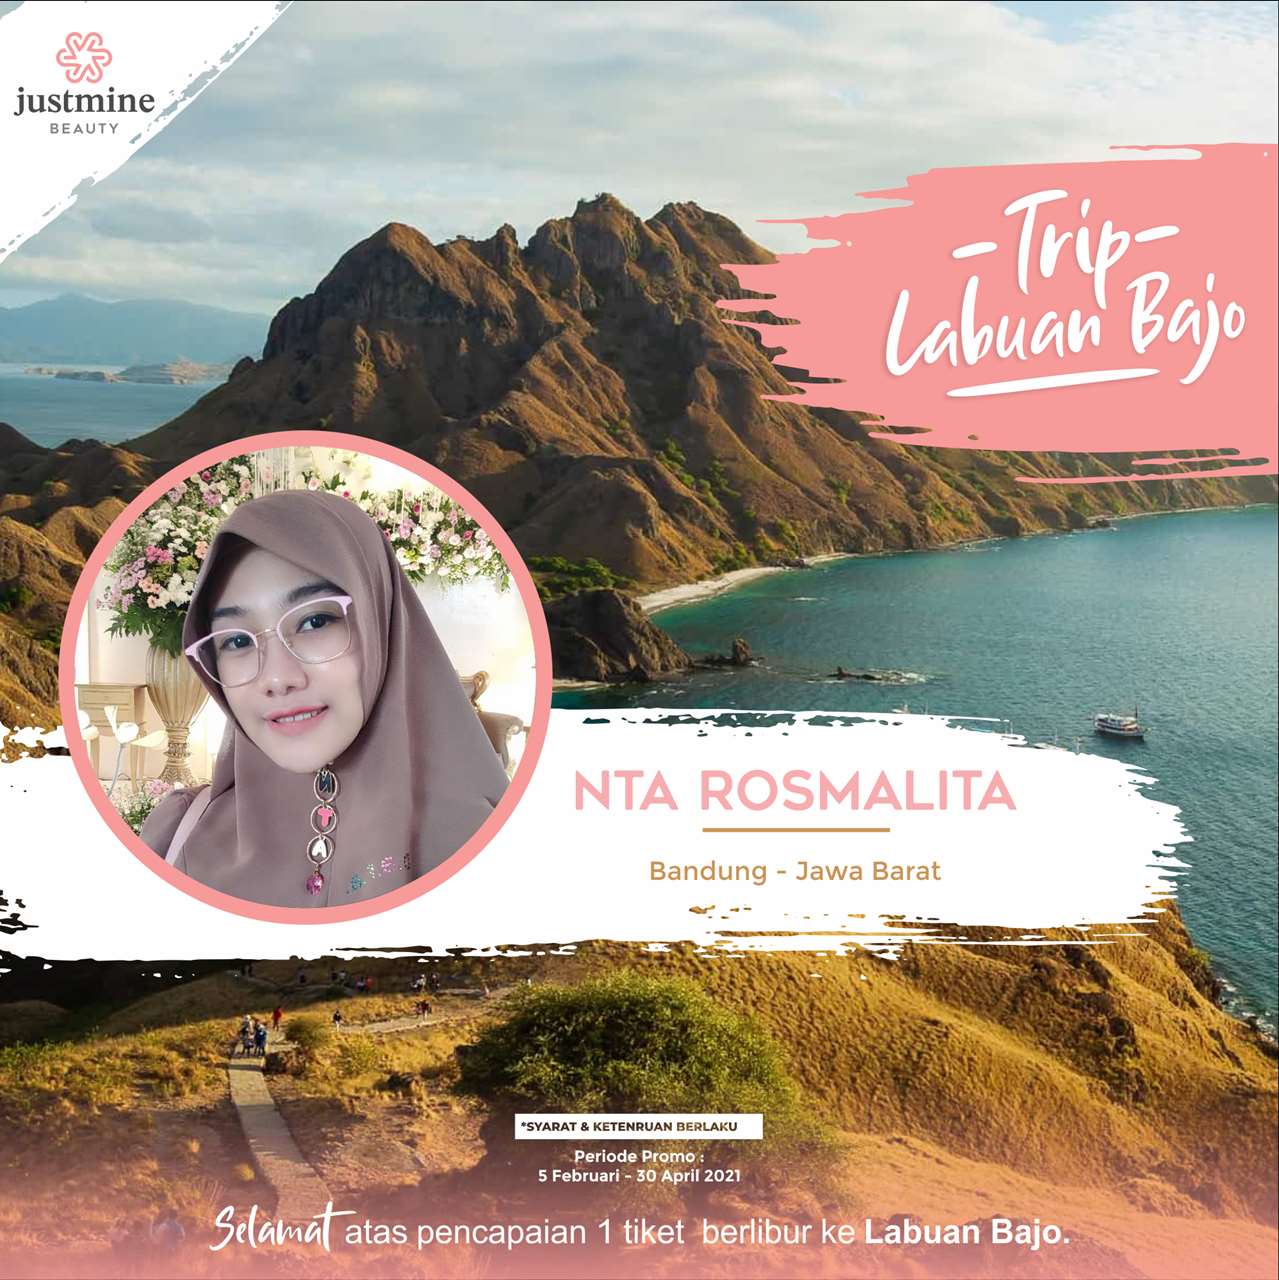 justmine
BEAUTY
-Trip-
Labuan Bajo
NTA ROSMALITA
Bandung - Jawa Barat
*SYARAT & KETENRUAN BERLAKU
Periode Promo :
5 Februari - 30 April 2021
Selamat atas pencapaian 1 tiket berlibur ke Labuan Bajo.